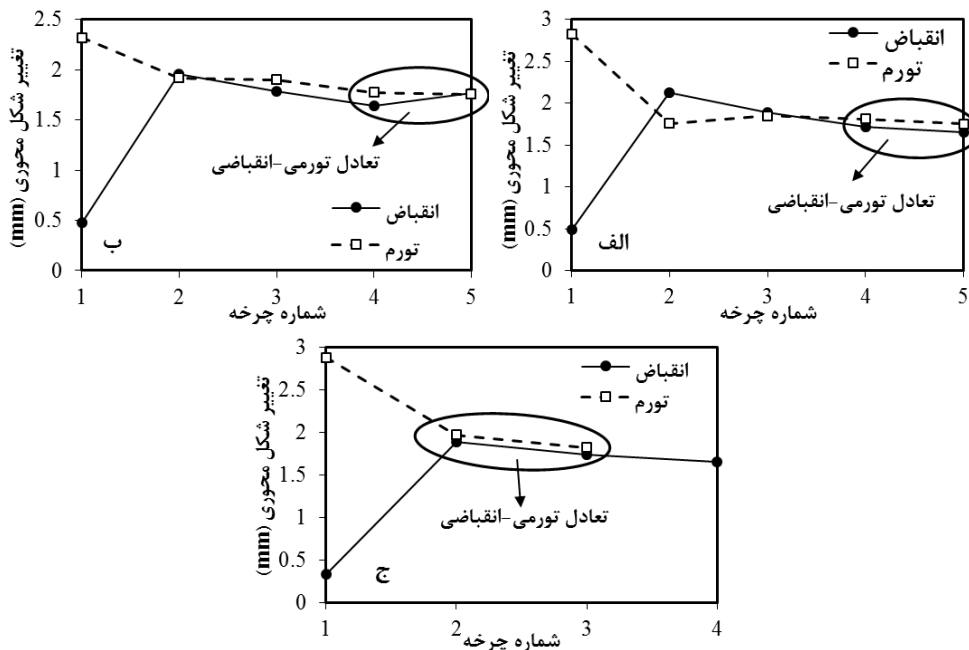 تغییر شکل محوری (mm)
3
2.5
2
1.5
1
0.5
0
انقباض
تورم
تعادل تورمی-انقباضی
الف
1 2 3 4 5
شماره چرخه
تغییر شکل محوری (mm)
2.5
2
1.5
1
0.5
0
تعادل تورمی-انقباضی
انقباض
تورم
ب
1 2 3 4 5
شماره چرخه
تغییر شکل محوری (mm)
3
2.5
2
1.5
1
0.5
0
انقباض
تورم
تعادل تورمی-انقباضی
ج
1 2 3 4
شماره چرخه